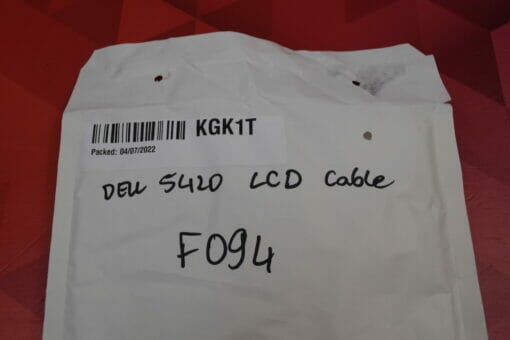 KGK1T
Packed: 04/07/2022
DELL 5420 LCD Cable
F094